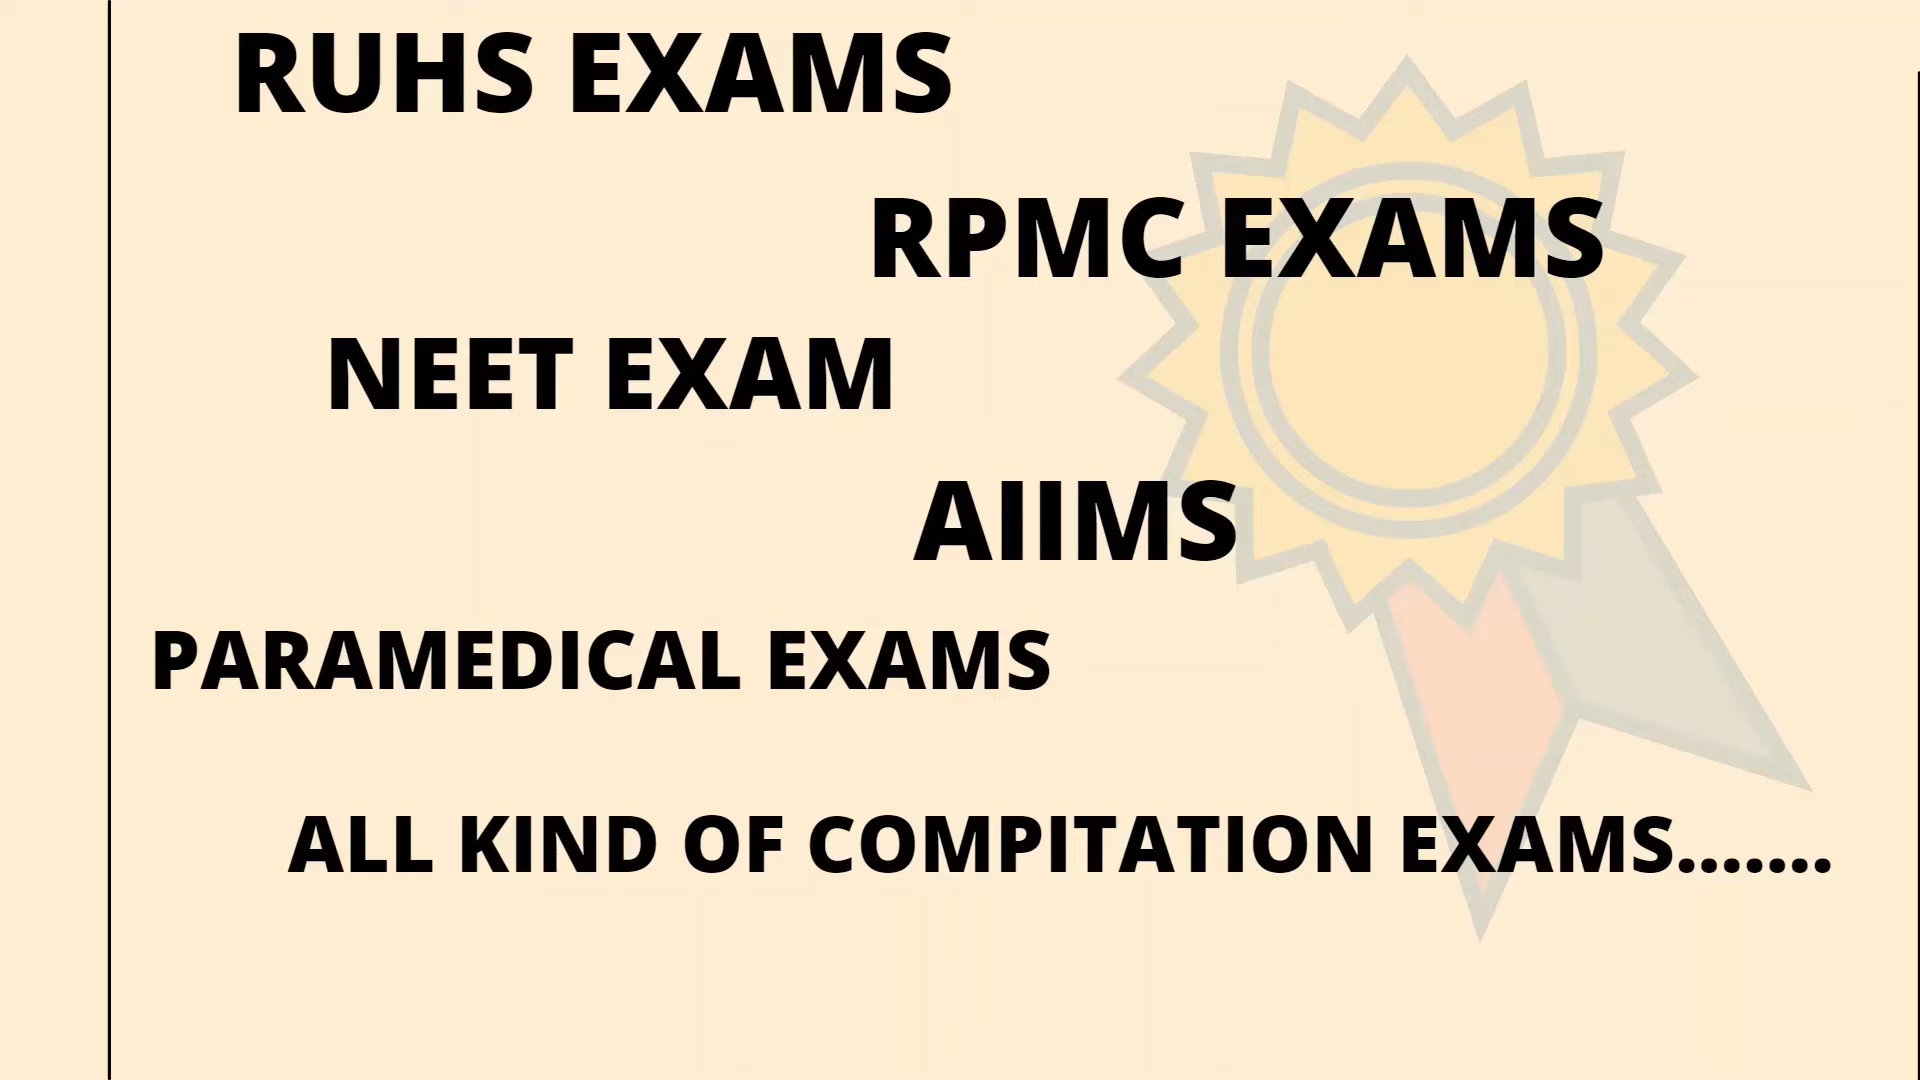 RUHS EXAMS
RPMC EXAMS
NEET EXAM
AIIMS
PARAMEDICAL EXAMS
ALL KIND OF COMPITATION EXAMS.......